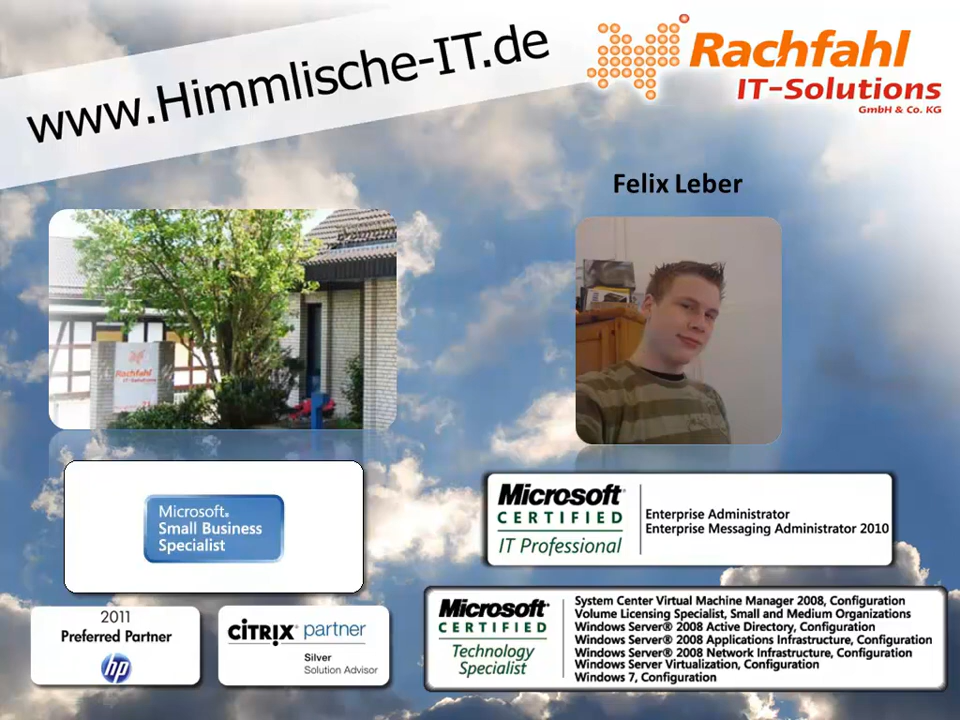 www.Himmlische-IT.de
Rachfahl
IT-Solutions
GmbH & Co. KG
Felix Leber
Rachfahl
IT-Solutions
Microsoft®
Small Business
Specialist
2011
Preferred Partner
hp
CITRIX® partner
Silver
Solution Advisor
Microsoft®
CERTIFIED
IT Professional
Enterprise Administrator
Enterprise Messaging Administrator 2010
Microsoft®
CERTIFIED
Technology
Specialist
System Center Virtual Machine Manager 2008, Configuration
Volume Licensing Specialist, Small and Medium Organizations
Windows Server® 2008 Active Directory, Configuration
Windows Server® 2008 Applications Infrastructure, Configuration
Windows Server® 2008 Network Infrastructure, Configuration
Windows Server Virtualization, Configuration
Windows 7, Configuration